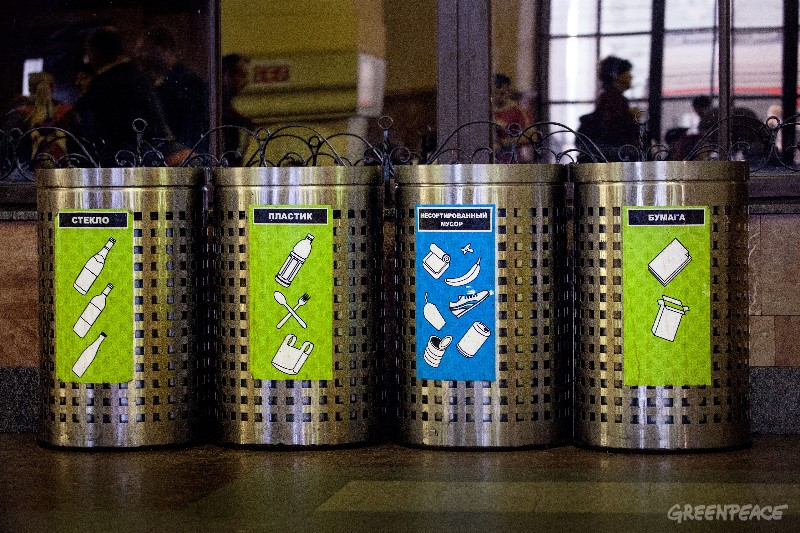 СТЕКЛО
ПЛАСТИК
НЕСОРТИРОВАННЫЙ
МУСОР
БУМАГА
GREENPEACE